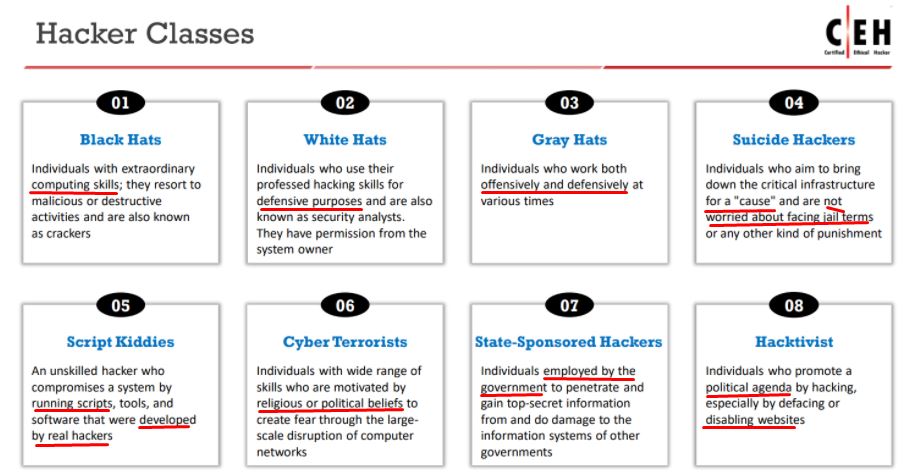 Hacker Classes
C|EH
Certified Ethical Hacker
01
Black Hats
Individuals with extraordinary
computing skills; they resort to
malicious or destructive
activities and are also known
as crackers
02
White Hats
Individuals who use their
professed hacking skills for
defensive purposes and are also
known as security analysts.
They have permission from the
system owner
03
Gray Hats
Individuals who work both
offensively and defensively at
various times
04
Suicide Hackers
Individuals who aim to bring
down the critical infrastructure
for a "cause" and are not
worried about facing jail terms
or any other kind of punishment
05
Script Kiddies
An unskilled hacker who
compromises a system by
running scripts, tools, and
software that were developed
by real hackers
06
Cyber Terrorists
Individuals with wide range of
skills who are motivated by
religious or political beliefs to
create fear through the large-
scale disruption of computer
networks
07
State-Sponsored Hackers
Individuals employed by the
government to penetrate and
gain top-secret information
from and do damage to the
information systems of other
governments
08
Hacktivist
Individuals who promote a
political agenda by hacking,
especially by defacing or
disabling websites